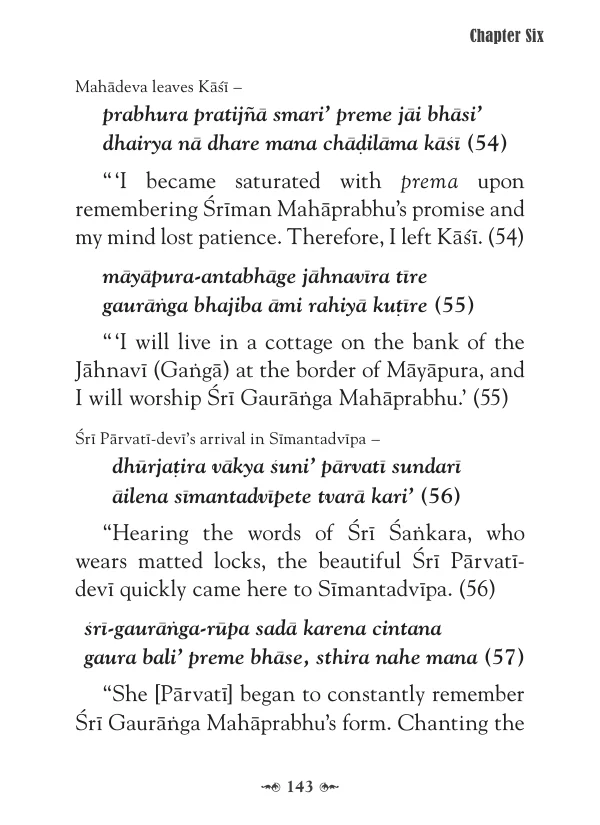 Chapter Six
Mahādeva leaves Kāśī –
prabhura pratijñā smari’ preme jāi bhāsi’
dhairya nā dhare mana chāḍilāma kāśī (54)
“ ‘I became saturated with prema upon
remembering Śrīman Mahāprabhu’s promise and
my mind lost patience. Therefore, I left Kāśī. (54)
māyāpura-antabhāge jāhnavīra tīre
gaurāṅga bhajiba āmi rahiyā kuṭīre (55)
“ ‘I will live in a cottage on the bank of the
Jāhnavī (Gaṅgā) at the border of Māyāpura, and
I will worship Śrī Gaurāṅga Mahāprabhu.’ (55)
Śrī Pārvatī-devī’s arrival in Sīmantadvīpa –
dhūrjaṭira vākya śuni’ pārvatī sundarī
āilena sīmantadvīpete tvarā kari’ (56)
“Hearing the words of Śrī Śaṅkara, who
wears matted locks, the beautiful Śrī Pārvatī-
devī quickly came here to Sīmantadvīpa. (56)
śrī-gaurāṅga-rūpa sadā karena cintana
gaura bali’ preme bhāse, sthira nahe mana (57)
“She [Pārvatī] began to constantly remember
Śrī Gaurāṅga Mahāprabhu’s form. Chanting the
143